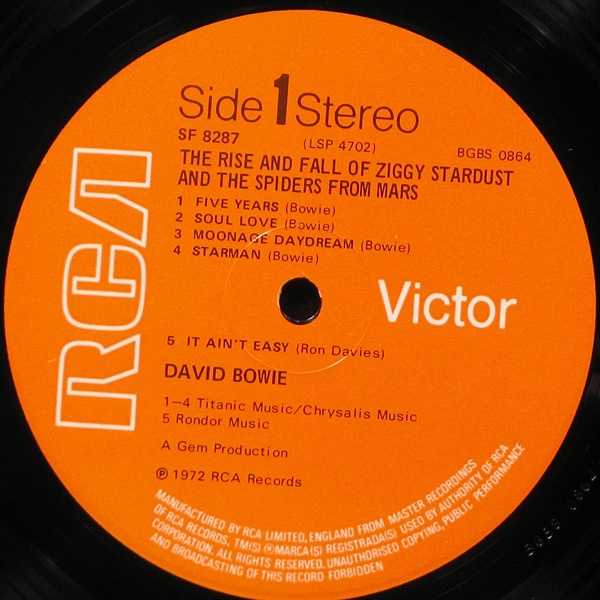 Side 1 Stereo
SF 8287 (LSP 4702) BGBS 0864
THE RISE AND FALL OF ZIGGY STARDUST
AND THE SPIDERS FROM MARS
1 FIVE YEARS (Bowie)
2 SOUL LOVE (Bowie)
3 MOONAGE DAYDREAM (Bowie)
4 STARMAN (Bowie)
RCA
Victor
5 IT AIN'T EASY (Ron Davies)
DAVID BOWIE
1–4 Titanic Music/Chrysalis Music
5 Rondor Music
A Gem Production
℗ 1972 RCA Records
MANUFACTURED BY RCA LIMITED, ENGLAND FROM MASTER RECORDINGS
OF RCA RECORDS, TM(S) ® MARCA(S) REGISTRADA(S) USED BY AUTHORITY OF RCA
CORPORATION. ALL RIGHTS RESERVED. UNAUTHORISED COPYING, PUBLIC PERFORMANCE
AND BROADCASTING OF THIS RECORD FORBIDDEN